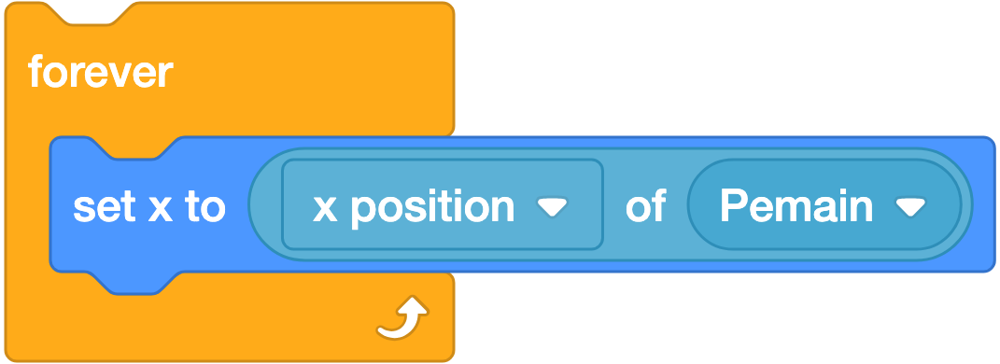 forever
set x to x position of Pemain